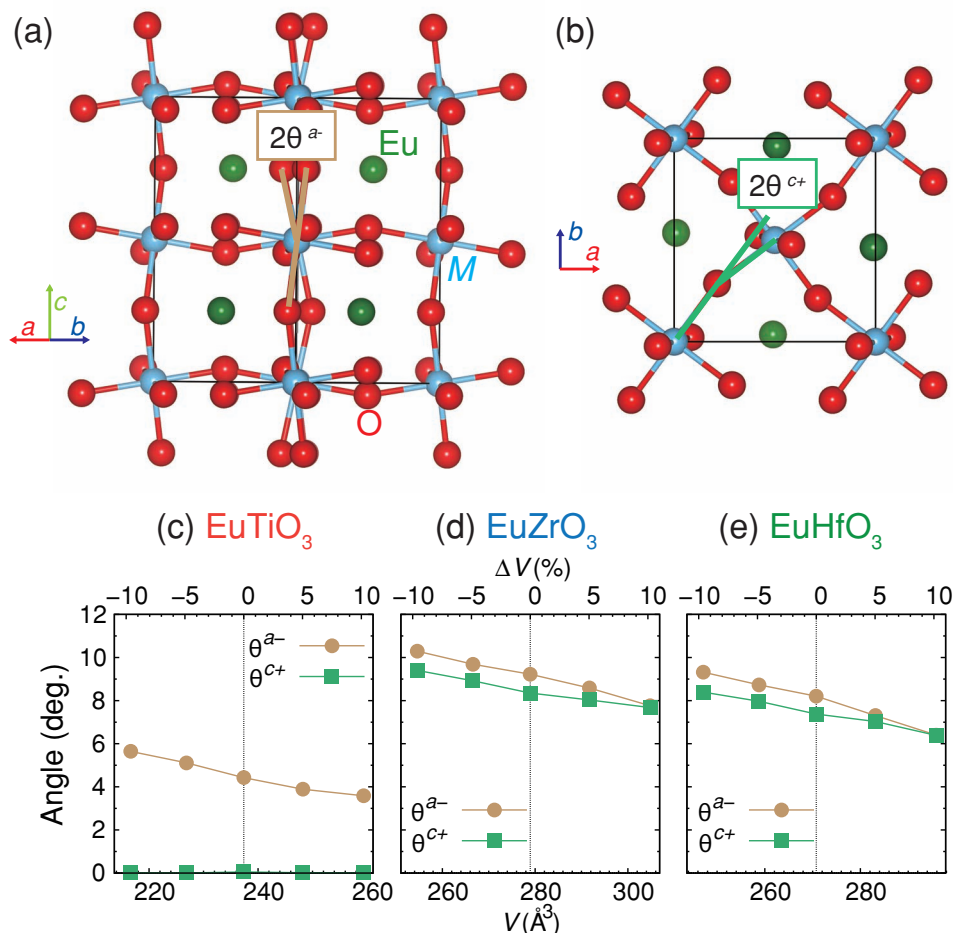 (a)
(b)
2θ^{a-}
Eu
2θ^{c+}
M
c
a
b
b
a
O
(c) EuTiO₃
(d) EuZrO₃
(e) EuHfO₃
ΔV(%)
−10 −5 0 5 10
−10 −5 0 5 10
−10 −5 0 5 10
12
10
8
6
4
2
0
Angle (deg.)
θ^{a−}
θ^{c+}
θ^{a−}
θ^{c+}
θ^{a−}
θ^{c+}
220 240 260
260 280 300
260 280
V(Å³)